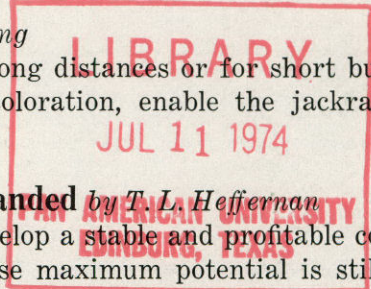 ng
LIBRARY
ong distances or for short bu
oloration, enable the jackra
JUL 11 1974
anded by T. L. Heffernan
PAN AMERICAN UNIVERSITY
elop a stable and profitable co
EDINBURG, TEXAS
se maximum potential is stil